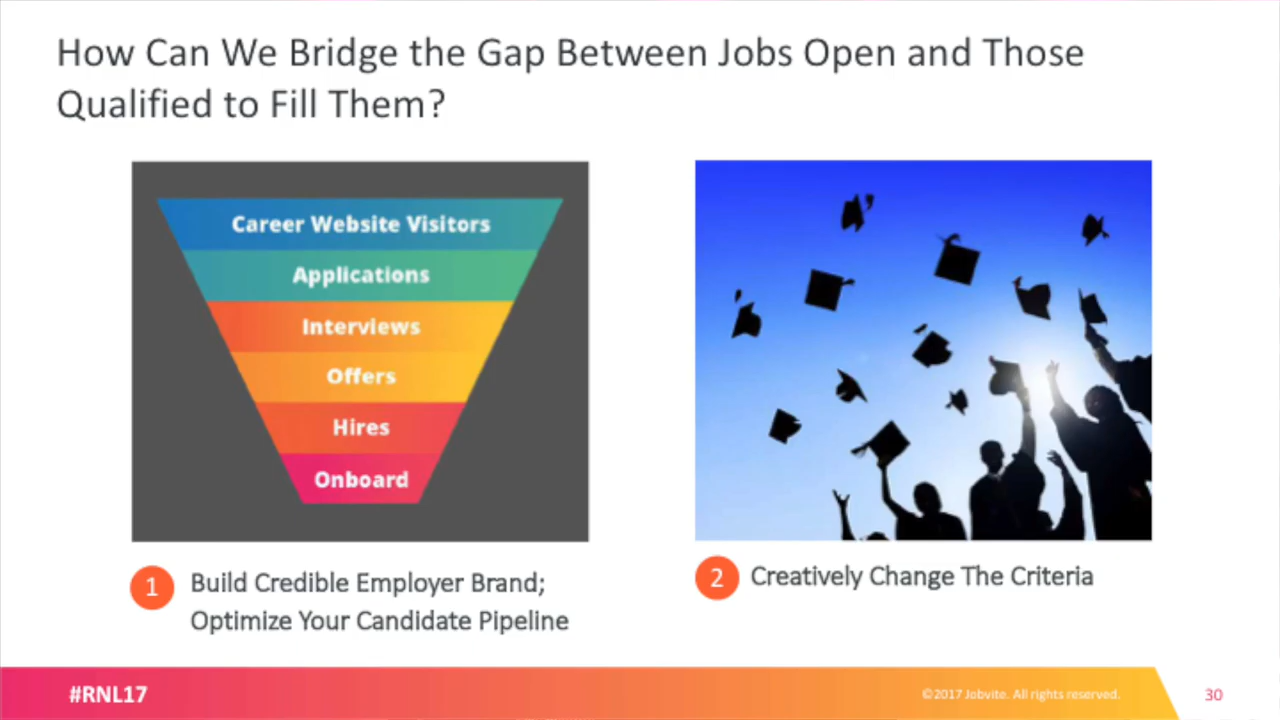 How Can We Bridge the Gap Between Jobs Open and Those
Qualified to Fill Them?
Career Website Visitors
Applications
Interviews
Offers
Hires
Onboard
1
Build Credible Employer Brand;
Optimize Your Candidate Pipeline
2
Creatively Change The Criteria
#RNL17
©2017 Jobvite. All rights reserved.
30